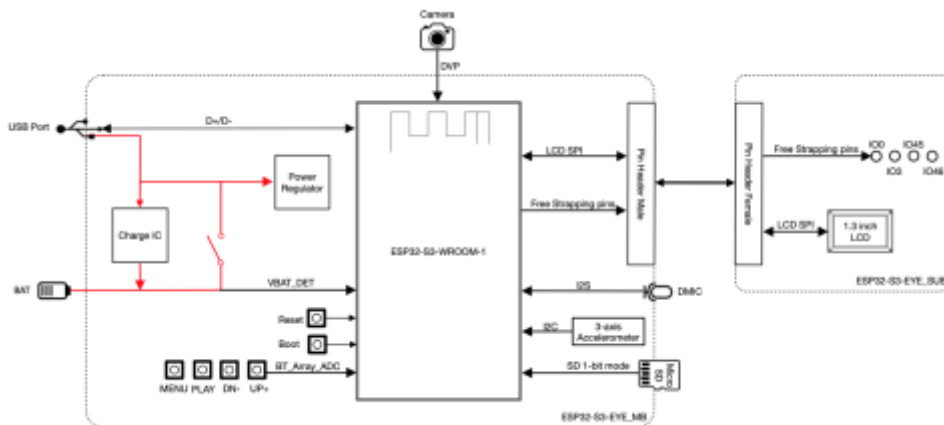 Camera
DVP
USB Port
D+/D-
Power
Regulator
Charge IC
BAT
VBAT_DET
Reset
Boot
BT_Array_ADC
MENU
PLAY
DN-
UP+
ESP32-S3-WROOM-1
LCD SPI
Free Strapping pins
Pin Header Male
I2S
DMIC
I2C
3-axis
Accelerometer
SD 1-bit mode
Micro
SD
ESP32-S3-EYE_MB
Pin Header Female
Free Strapping pins
IO0
IO45
IO3
IO46
LCD SPI
1.3 inch
LCD
ESP32-S3-EYE_SUB